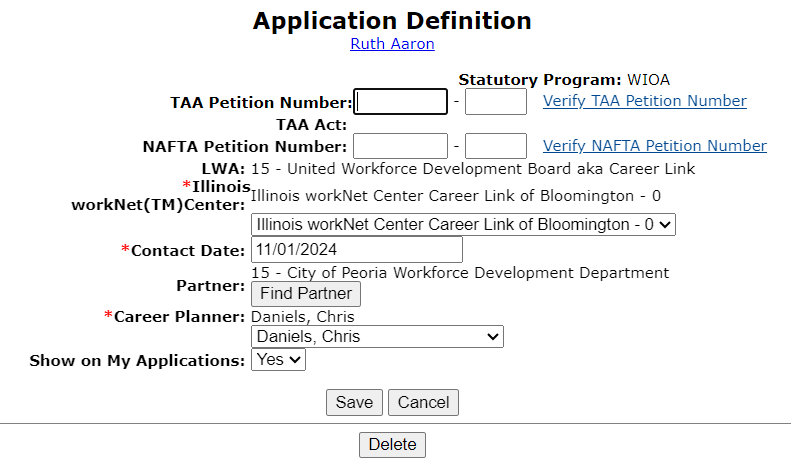 Application Definition
Ruth Aaron
Statutory Program: WIOA
TAA Petition Number: - Verify TAA Petition Number
TAA Act:
NAFTA Petition Number: - Verify NAFTA Petition Number
LWA: 15 - United Workforce Development Board aka Career Link
*Illinois
workNet(TM)Center: Illinois workNet Center Career Link of Bloomington - 0
Illinois workNet Center Career Link of Bloomington - 0
*Contact Date: 11/01/2024
15 - City of Peoria Workforce Development Department
Partner:
Find Partner
*Career Planner: Daniels, Chris
Daniels, Chris
Show on My Applications: Yes
Save Cancel
Delete